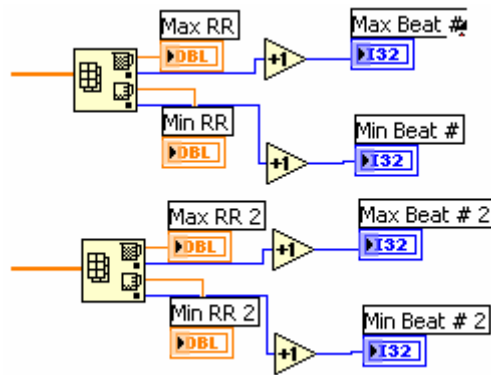 Max RR
Max Beat #
DBL
+1
I32
Min RR
Min Beat #
DBL
+1
I32
Max RR 2
Max Beat # 2
DBL
+1
I32
Min RR 2
Min Beat # 2
DBL
+1
I32